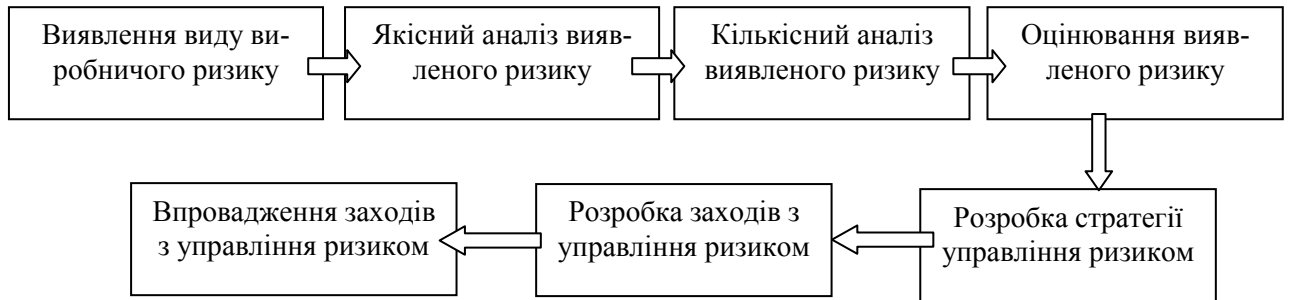 Виявлення виду ви-
робничого ризику
Якісний аналіз вияв-
леного ризику
Кількісний аналіз
виявленого ризику
Оцінювання вияв-
леного ризику
Розробка стратегії
управління ризиком
Розробка заходів з
управління ризиком
Впровадження заходів
з управління ризиком